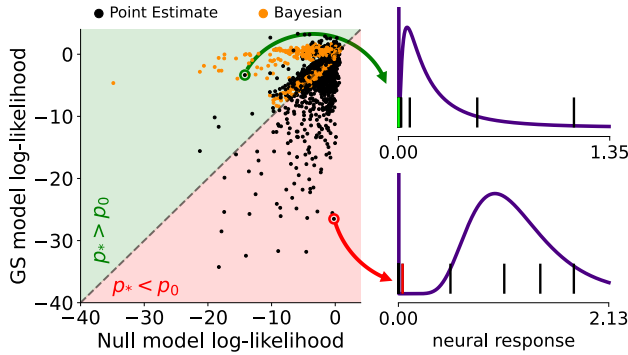 Point Estimate Bayesian
GS model log-likelihood
0
−10
−20
−30
−40
p* > p0
p* < p0
−40 −30 −20 −10 0
Null model log-likelihood
0.00 1.35
0.00 2.13
neural response